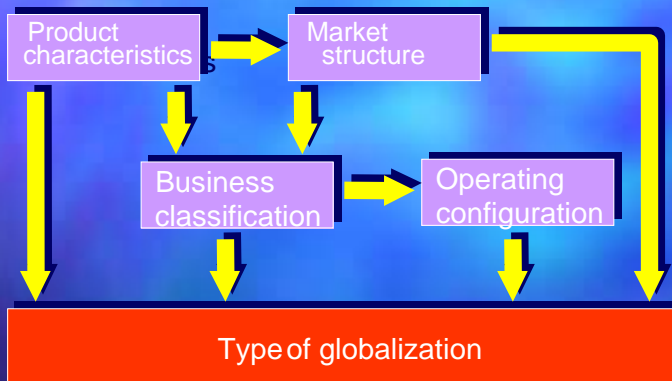 Product
characteristics
Market
structure
Business
classification
Operating
configuration
Type of globalization